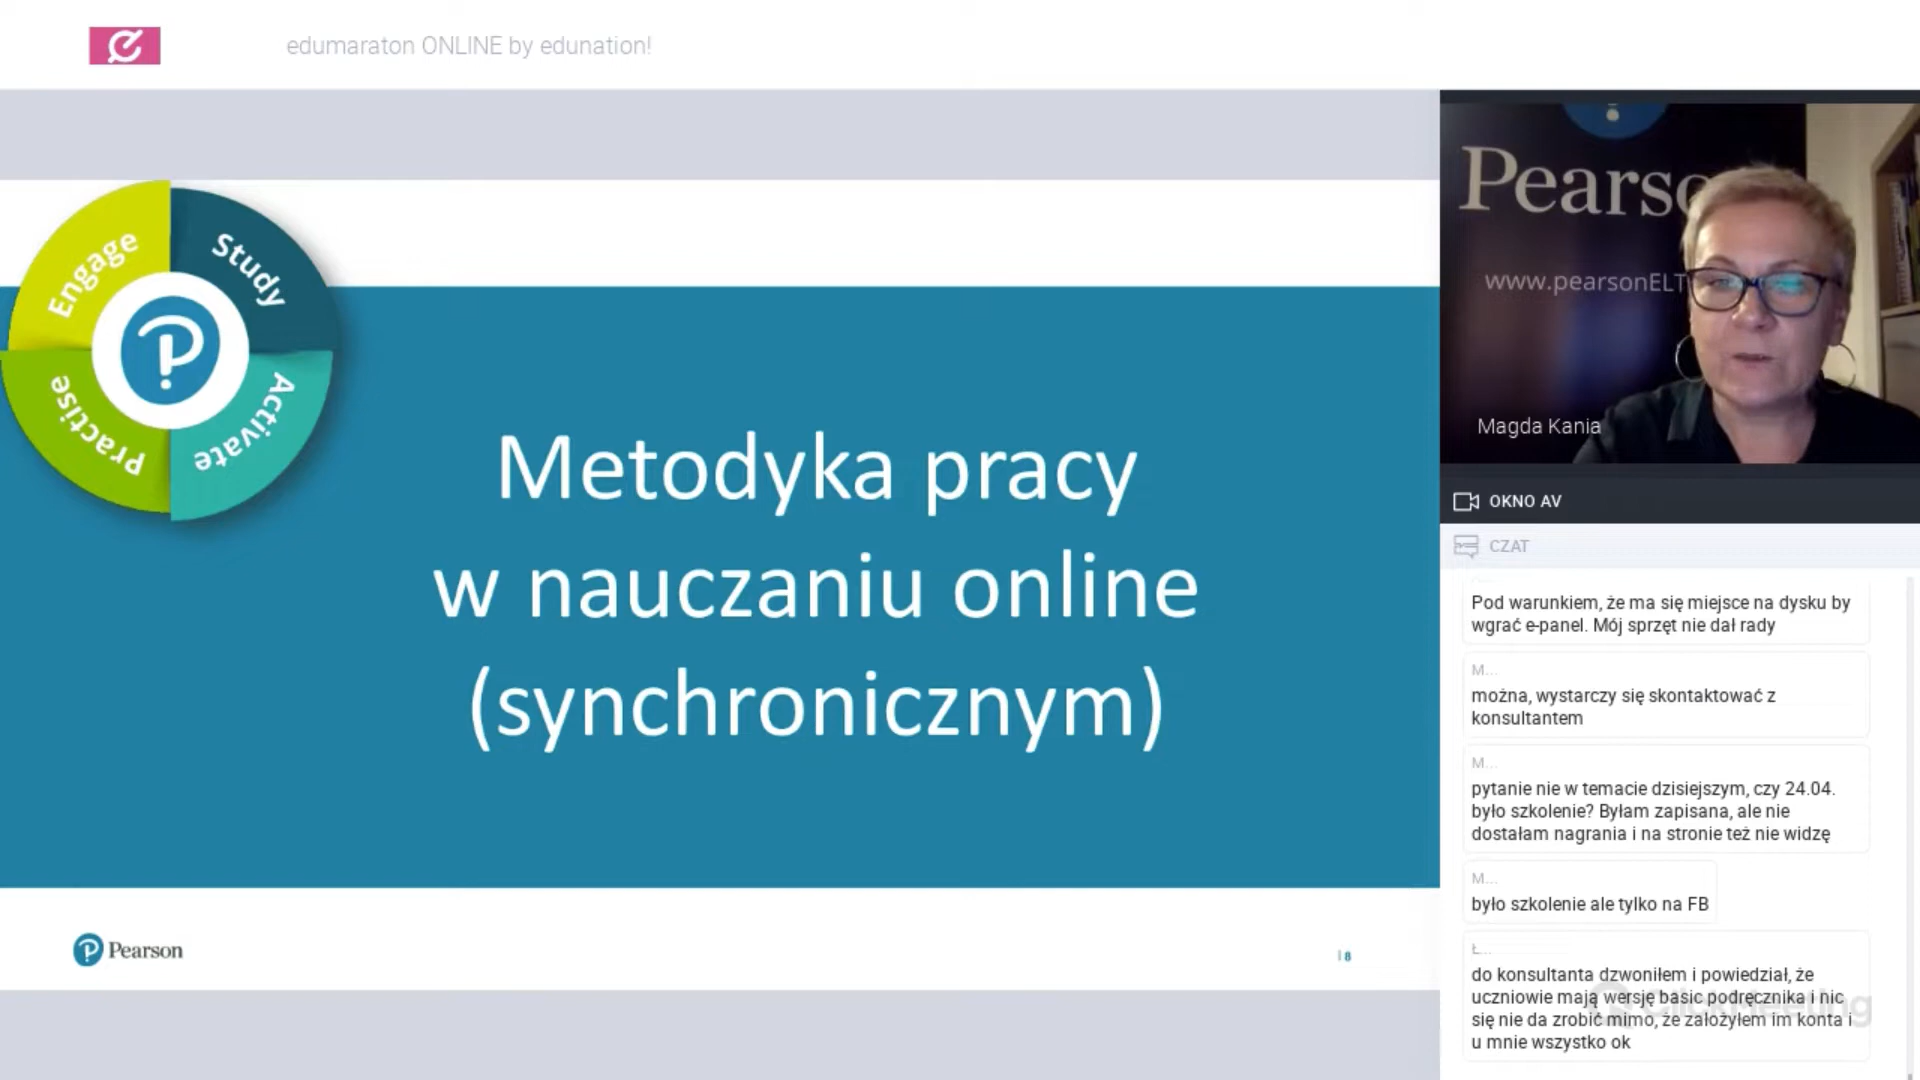 edumaraton ONLINE by edunation!
Engage
Study
Practise
Activate
Metodyka pracy
w nauczaniu online
(synchronicznym)
Pearson
| 8
Pearso
www.pearsonELT
Magda Kania
OKNO AV
CZAT
Pod warunkiem, że ma się miejsce na dysku by
wgrać e-panel. Mój sprzęt nie dał rady
M...
można, wystarczy się skontaktować z
konsultantem
M...
pytanie nie w temacie dzisiejszym, czy 24.04.
było szkolenie? Byłam zapisana, ale nie
dostałam nagrania i na stronie też nie widzę
M...
było szkolenie ale tylko na FB
Ł...
do konsultanta dzwoniłem i powiedział, że
uczniowie mają wersję basic podręcznika i nic
się nie da zrobić mimo, że założyłem im konta i
u mnie wszystko ok
ClickMeeting